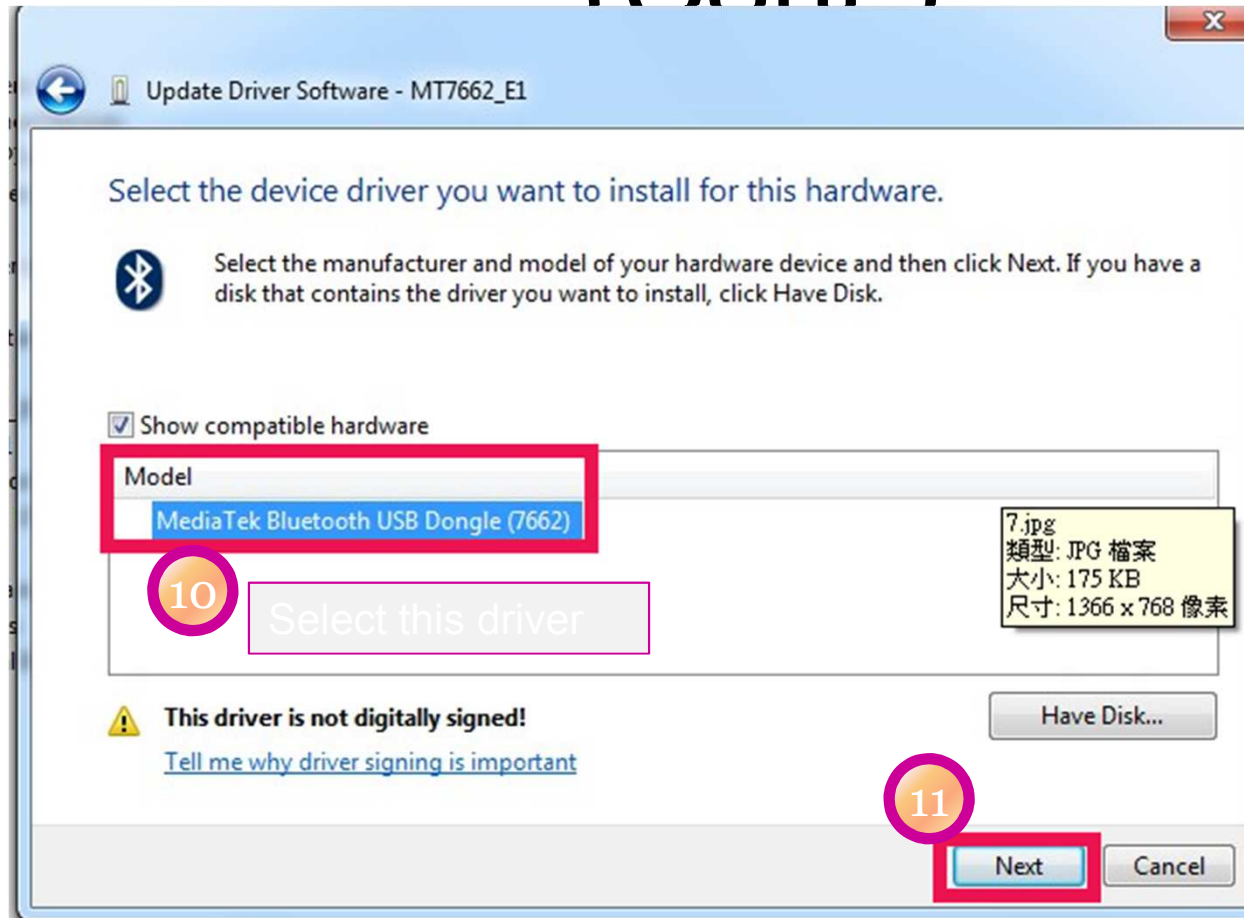 Update Driver Software - MT7662_E1
Select the device driver you want to install for this hardware.
Select the manufacturer and model of your hardware device and then click Next. If you have a
disk that contains the driver you want to install, click Have Disk.
Show compatible hardware
Model
MediaTek Bluetooth USB Dongle (7662)
7.jpg
類型: JPG 檔案
大小: 175 KB
尺寸: 1366 x 768 像素
10
Select this driver
This driver is not digitally signed!
Have Disk...
Tell me why driver signing is important
11
Next
Cancel